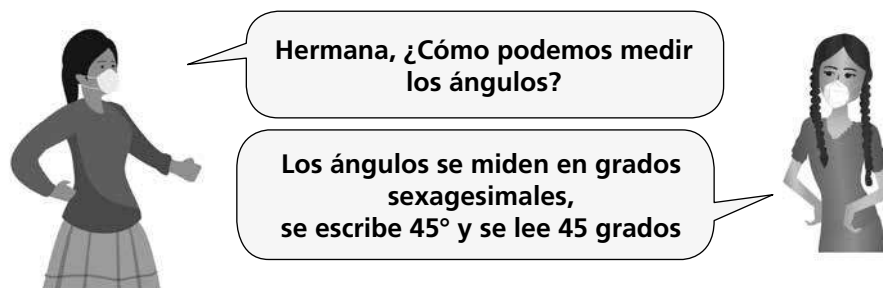 Hermana, ¿Cómo podemos medir
los ángulos?
Los ángulos se miden en grados
sexagesimales,
se escribe 45° y se lee 45 grados